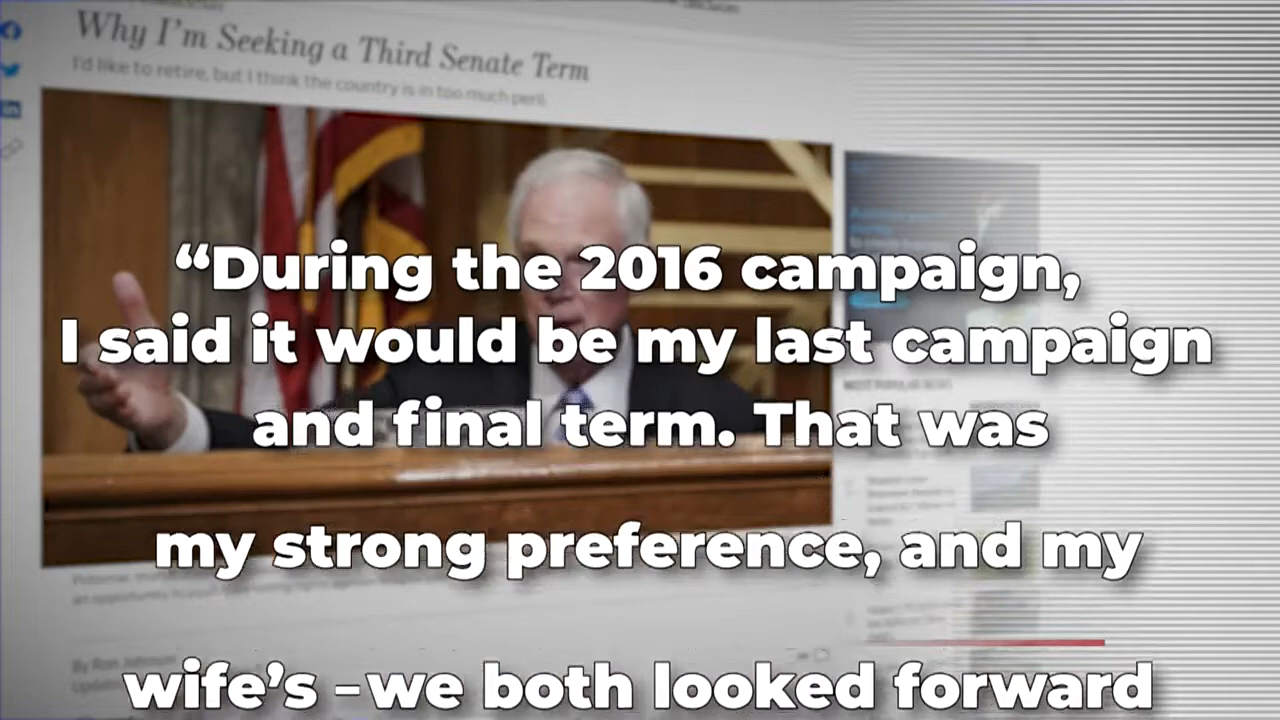 Why I'm Seeking a Third Senate Term
I'd like to retire, but I think the country is in too much peril.
“During the 2016 campaign,
I said it would be my last campaign
and final term. That was
my strong preference, and my
By Ron Johnson
wife’s – we both looked forward